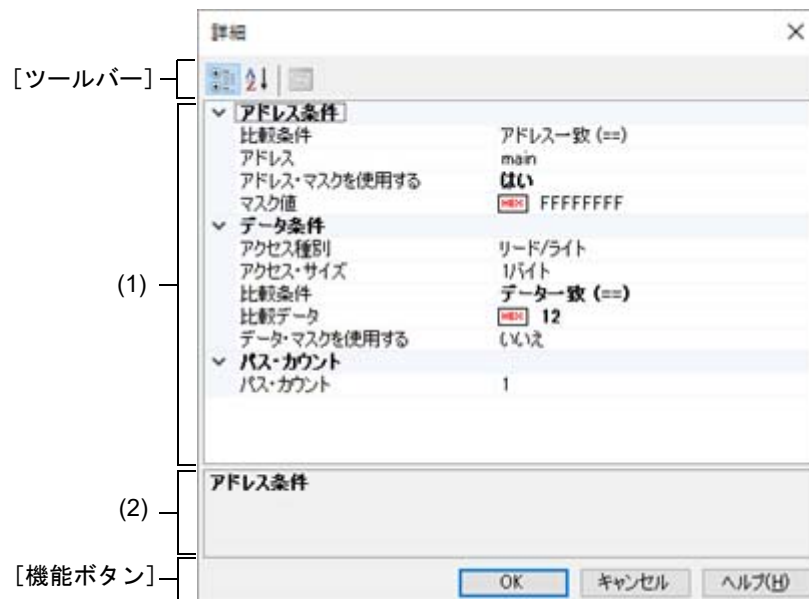 詳細
[ツールバー]
(1)
アドレス条件
比較条件 アドレス一致 (==)
アドレス main
アドレス・マスクを使用する はい
マスク値 HEX FFFFFFFF
データ条件
アクセス種別 リード/ライト
アクセス・サイズ 1バイト
比較条件 データ一致 (==)
比較データ HEX 12
データ・マスクを使用する いいえ
パス・カウント
パス・カウント 1
(2)
アドレス条件
[機能ボタン]
OK キャンセル ヘルプ(H)